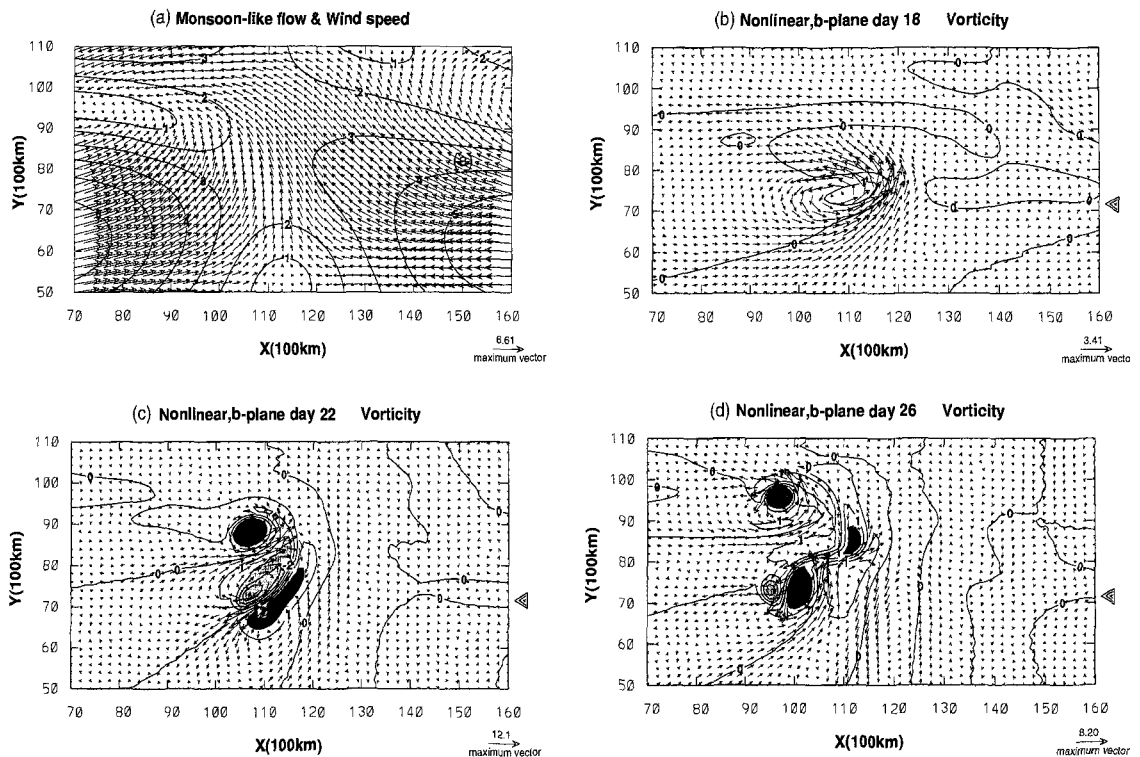 (a) Monsoon-like flow & Wind speed
Y(100km)
110
100
90
80
70
60
50
70 80 90 100 110 120 130 140 150 160
X(100km)
6.61
maximum vector
(b) Nonlinear,b-plane day 18 Vorticity
Y(100km)
110
100
90
80
70
60
50
70 80 90 100 110 120 130 140 150 160
X(100km)
3.41
maximum vector
(c) Nonlinear,b-plane day 22 Vorticity
Y(100km)
110
100
90
80
70
60
50
70 80 90 100 110 120 130 140 150 160
X(100km)
12.1
maximum vector
(d) Nonlinear,b-plane day 26 Vorticity
Y(100km)
110
100
90
80
70
60
50
70 80 90 100 110 120 130 140 150 160
X(100km)
8.20
maximum vector